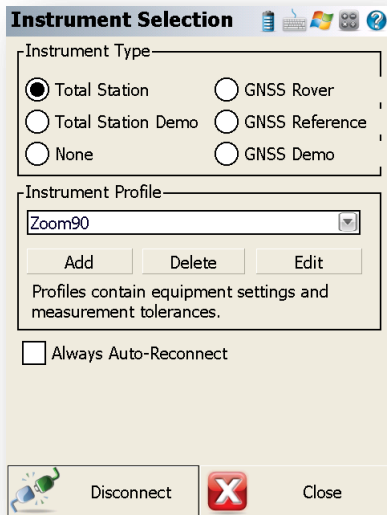 Instrument Selection
Instrument Type
Total Station
GNSS Rover
Total Station Demo
GNSS Reference
None
GNSS Demo
Instrument Profile
Zoom90
Add
Delete
Edit
Profiles contain equipment settings and
measurement tolerances.
Always Auto-Reconnect
Disconnect
Close